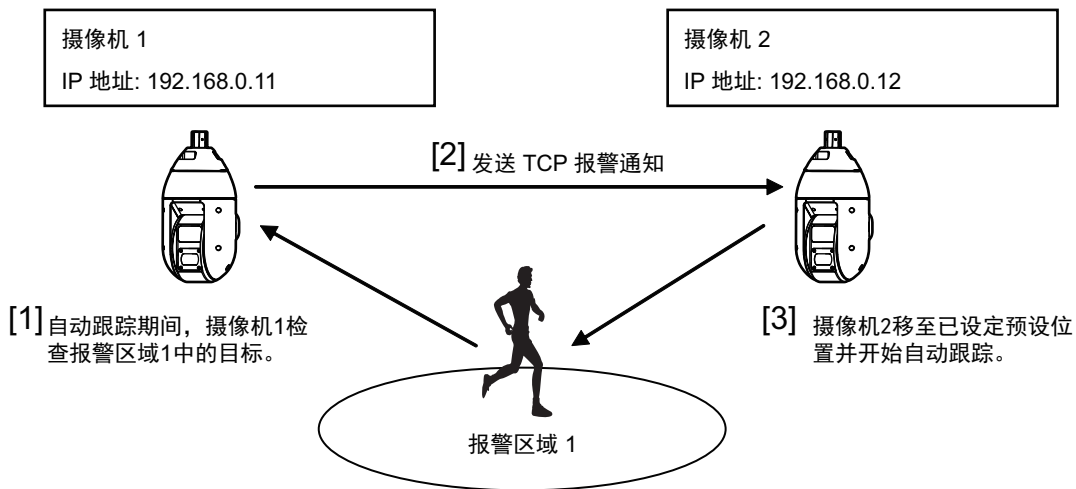 摄像机 1
IP 地址: 192.168.0.11
摄像机 2
IP 地址: 192.168.0.12
[2] 发送 TCP 报警通知
[1] 自动跟踪期间，摄像机1检
查报警区域1中的目标。
[3] 摄像机2移至已设定预设位
置并开始自动跟踪。
报警区域 1